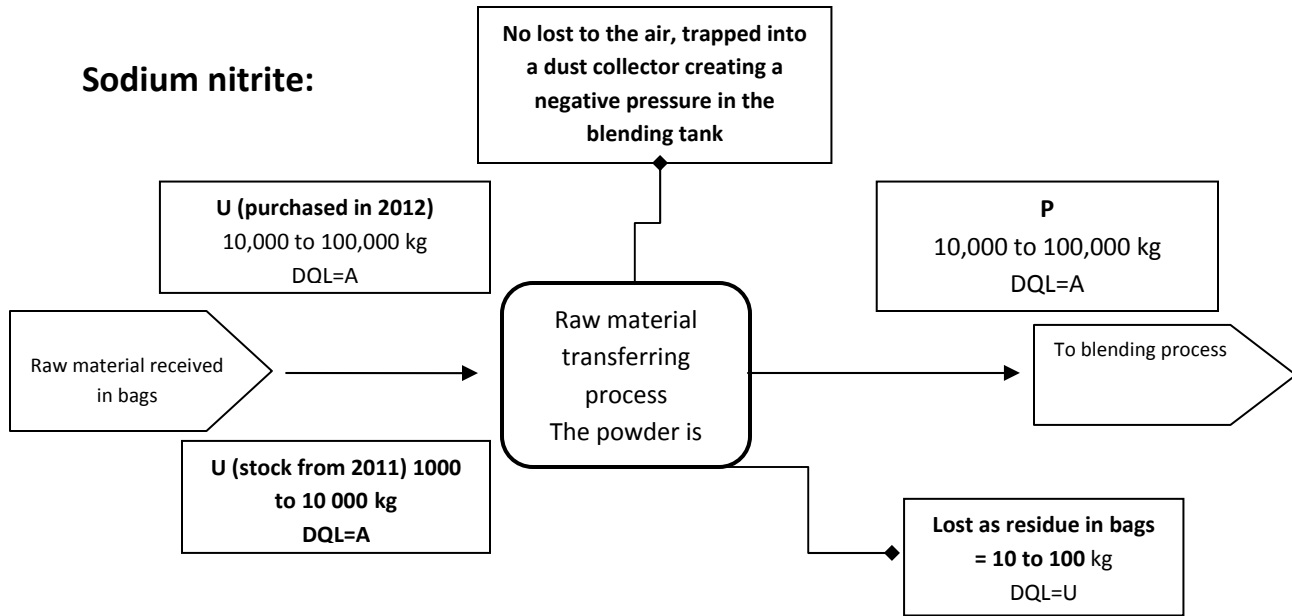 Sodium nitrite:
No lost to the air, trapped into
a dust collector creating a
negative pressure in the
blending tank
U (purchased in 2012)
10,000 to 100,000 kg
DQL=A
P
10,000 to 100,000 kg
DQL=A
Raw material received
in bags
Raw material
transferring
process
The powder is
To blending process
U (stock from 2011) 1000
to 10 000 kg
DQL=A
Lost as residue in bags
= 10 to 100 kg
DQL=U